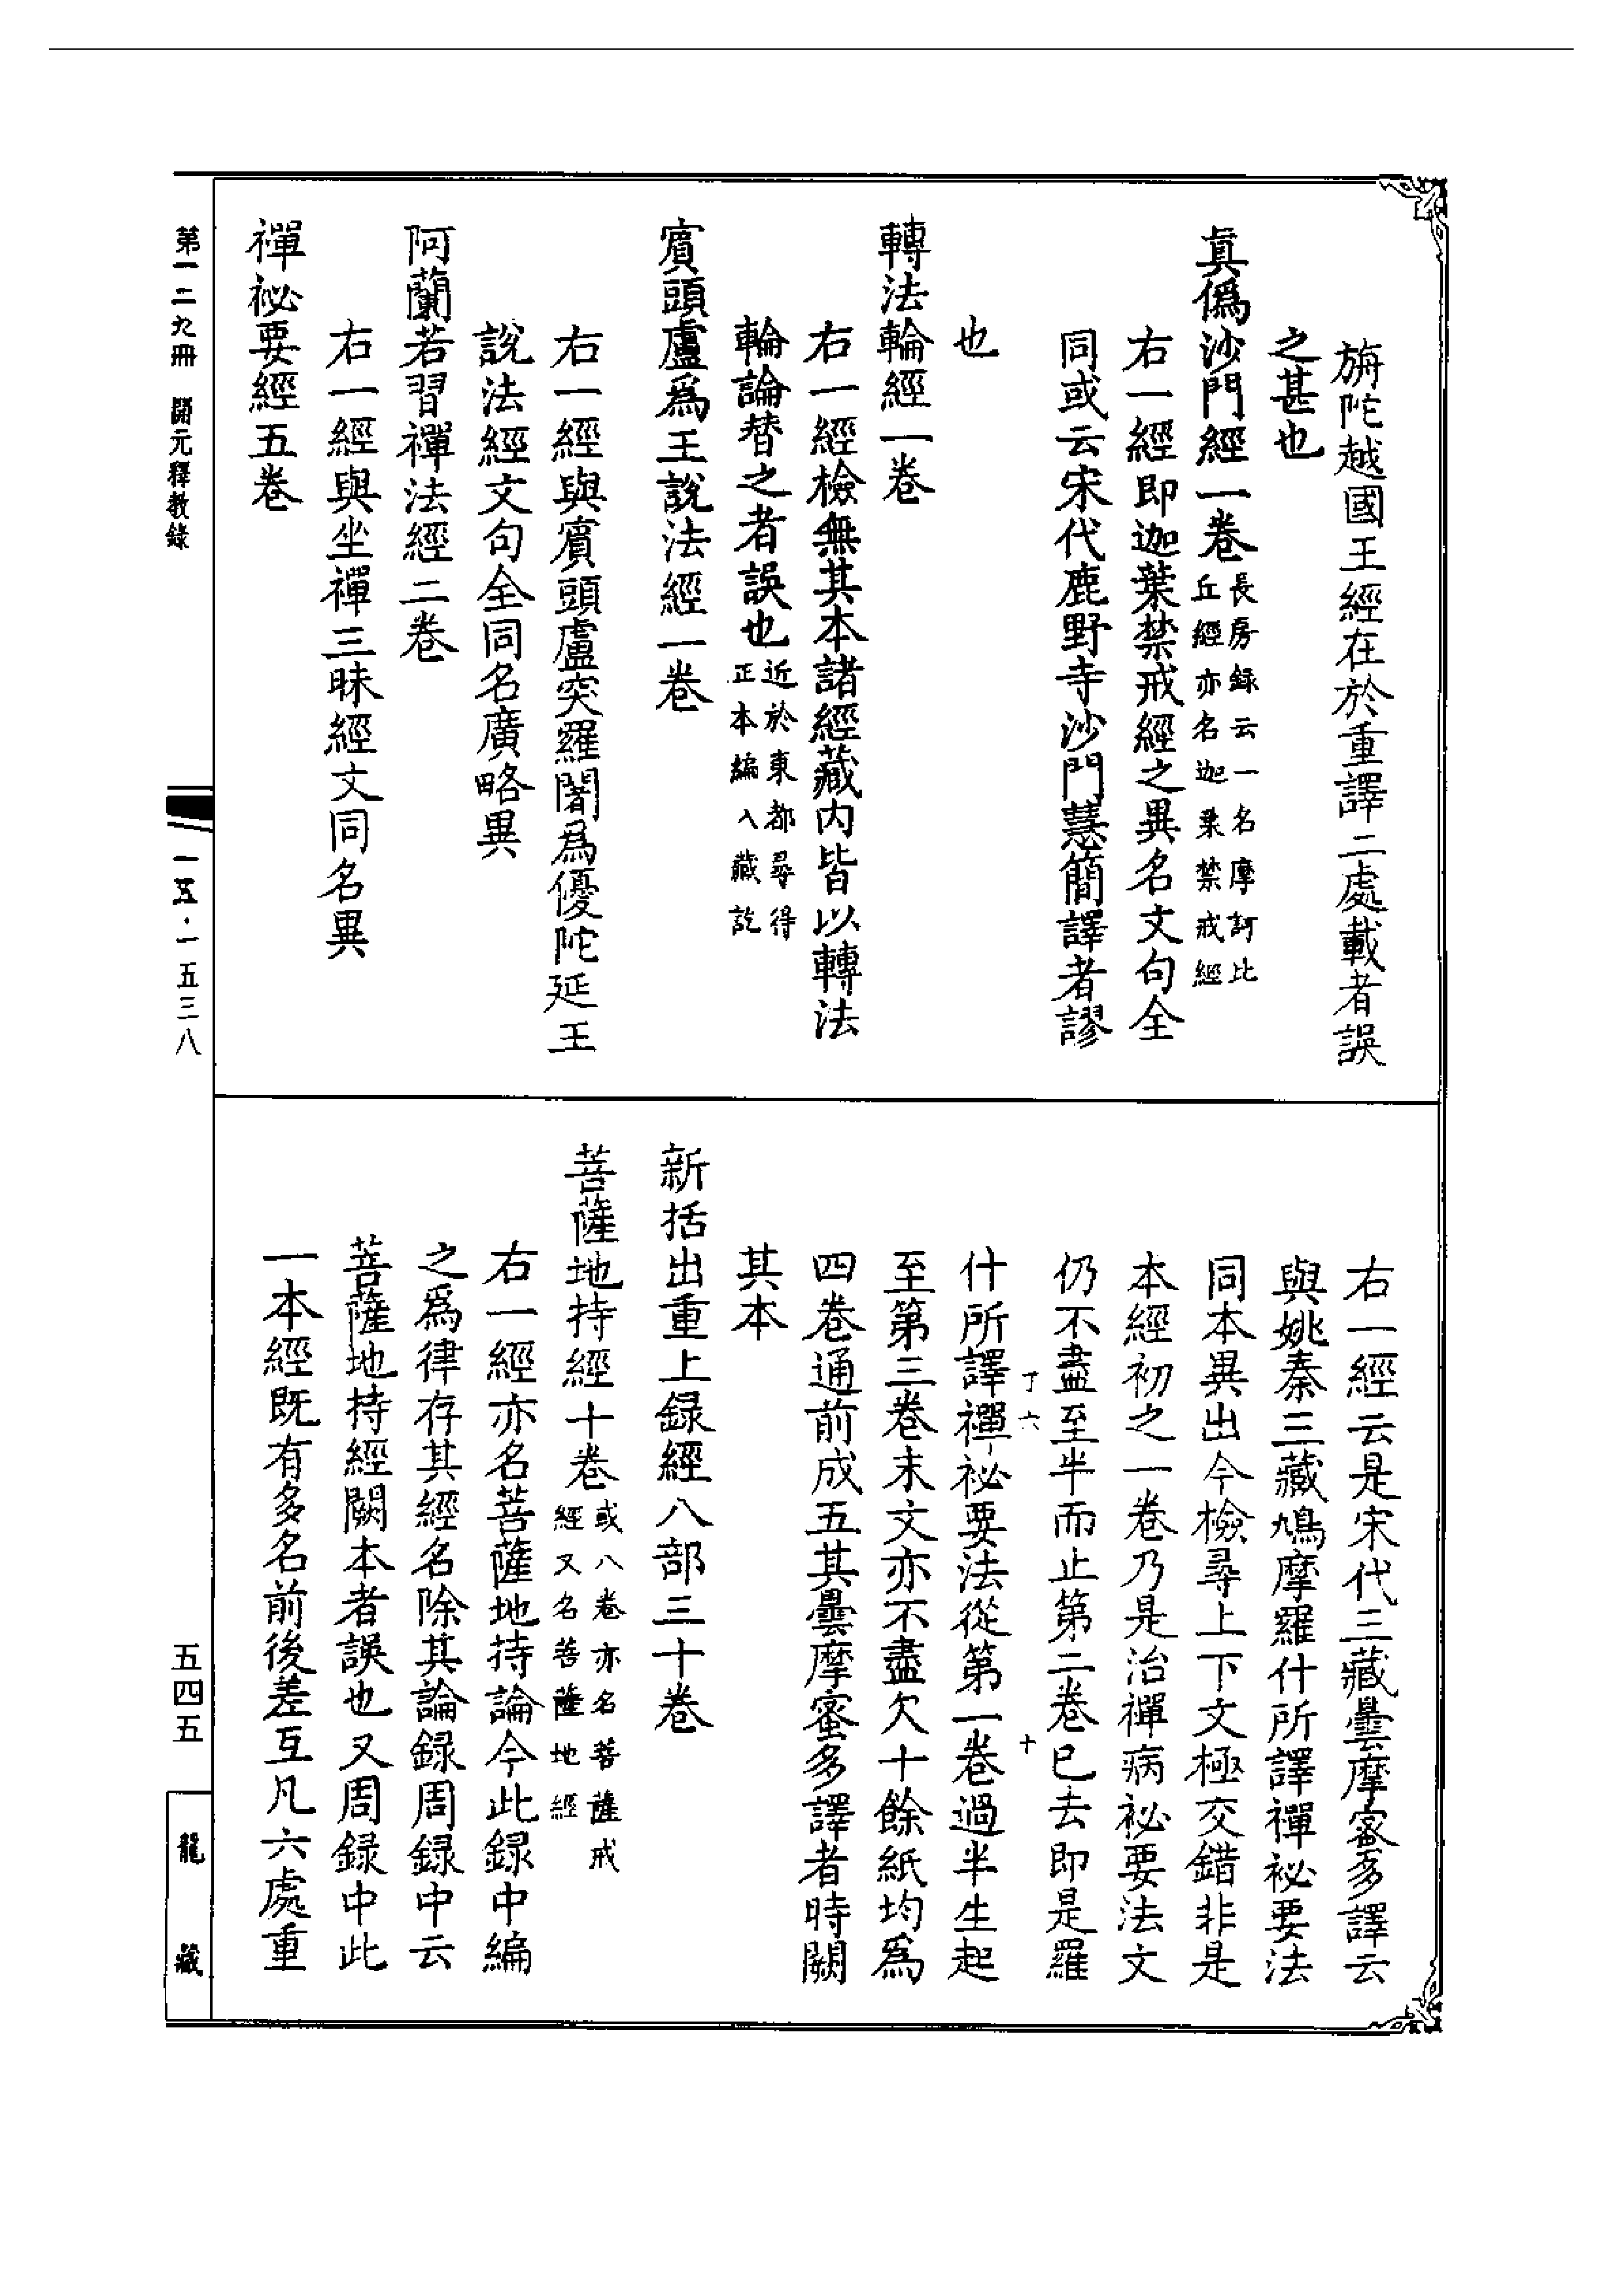 旃陀越國王經在於重譯二處載者誤
之甚也
真僞沙門經一卷長房録云一名摩訶比
丘經亦名迦葉禁戒經
右一經即迦葉禁戒經之異名文句全
同或云宋代鹿野寺沙門慧簡譯者謬
也
轉法輪經一卷
右一經檢無其本諸經藏内皆以轉法
輪論替之者誤也近於東都尋得
正本編入藏訖
賓頭盧爲王說法經一卷
右一經與賓頭盧突羅闍爲優陀延王
說法經文句全同名廣略異
阿蘭若習禪法經二卷
右一經與坐禪三昧經文同名異
禪祕要經五卷
右一經云是宋代三藏曇摩蜜多譯云
與姚秦三藏鳩摩羅什所譯禪祕要法
同本異出今檢尋上下文極交錯非是
本經初之一卷乃是治禪病祕要法文
仍不盡至半而止第二卷已去即是羅
什所譯禪祕要法從第一卷過半生起
至第三卷末文亦不盡欠十餘紙均爲
四卷通前成五其曇摩蜜多譯者時闕
其本
新括出重上録經八部三十卷
菩薩地持經十卷或八卷亦名菩薩戒
經又名菩薩地經
右一經亦名菩薩地持論今此録中編
之爲律存其經名除其論録周録中云
菩薩地持經闕本者誤也又周録中此
一本經既有多名前後差互凡六處重
了六
十
第一二九冊 開元釋教錄
一五·一五三八
五四五
龍藏